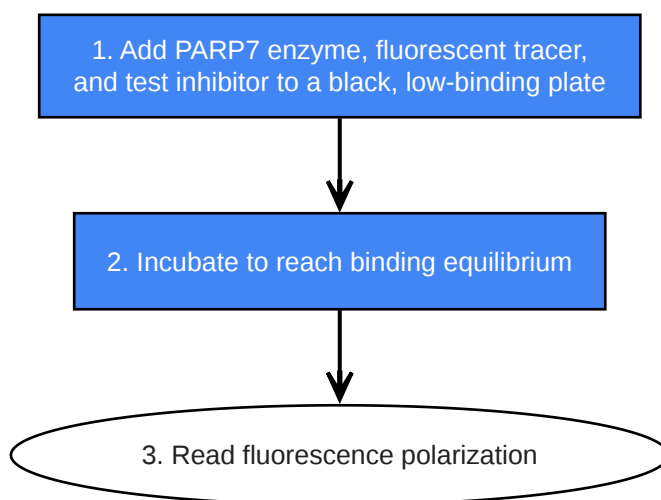 1. Add PARP7 enzyme, fluorescent tracer,
and test inhibitor to a black, low-binding plate
2. Incubate to reach binding equilibrium
3. Read fluorescence polarization